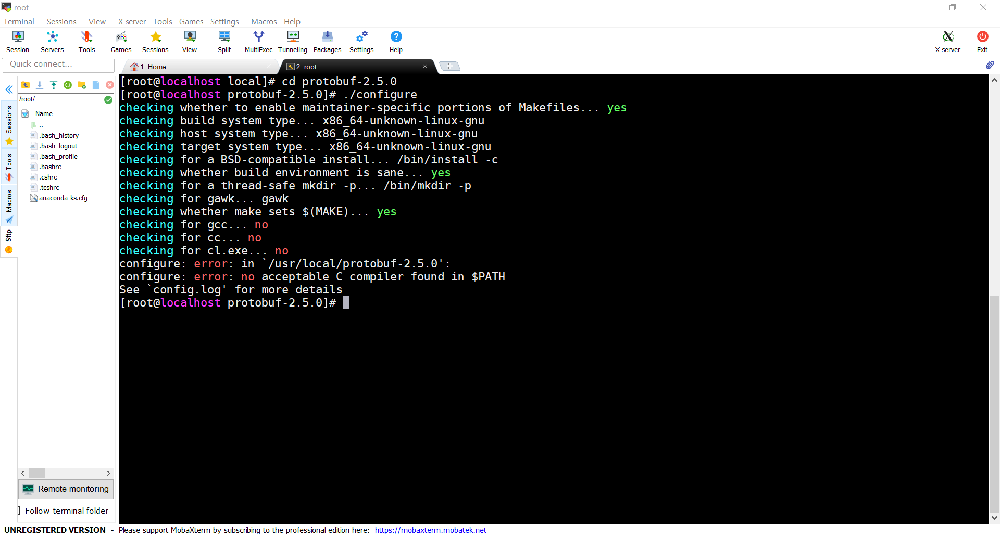 root
Terminal Sessions View X server Tools Games Settings Macros Help
Session Servers Tools Games Sessions View Split MultiExec Tunneling Packages Settings Help X server Exit
Quick connect...
1. Home
2. root
/root/
Name
..
.bash_history
.bash_logout
.bash_profile
.bashrc
.cshrc
.tcshrc
anaconda-ks.cfg
Sessions
Tools
Macros
Sftp
Remote monitoring
Follow terminal folder
[root@localhost local]# cd protobuf-2.5.0
[root@localhost protobuf-2.5.0]# ./configure
checking whether to enable maintainer-specific portions of Makefiles... yes
checking build system type... x86_64-unknown-linux-gnu
checking host system type... x86_64-unknown-linux-gnu
checking target system type... x86_64-unknown-linux-gnu
checking for a BSD-compatible install... /bin/install -c
checking whether build environment is sane... yes
checking for a thread-safe mkdir -p... /bin/mkdir -p
checking for gawk... gawk
checking whether make sets $(MAKE)... yes
checking for gcc... no
checking for cc... no
checking for cl.exe... no
configure: error: in `/usr/local/protobuf-2.5.0':
configure: error: no acceptable C compiler found in $PATH
See `config.log' for more details
[root@localhost protobuf-2.5.0]#
UNREGISTERED VERSION - Please support MobaXterm by subscribing to the professional edition here: https://mobaxterm.mobatek.net